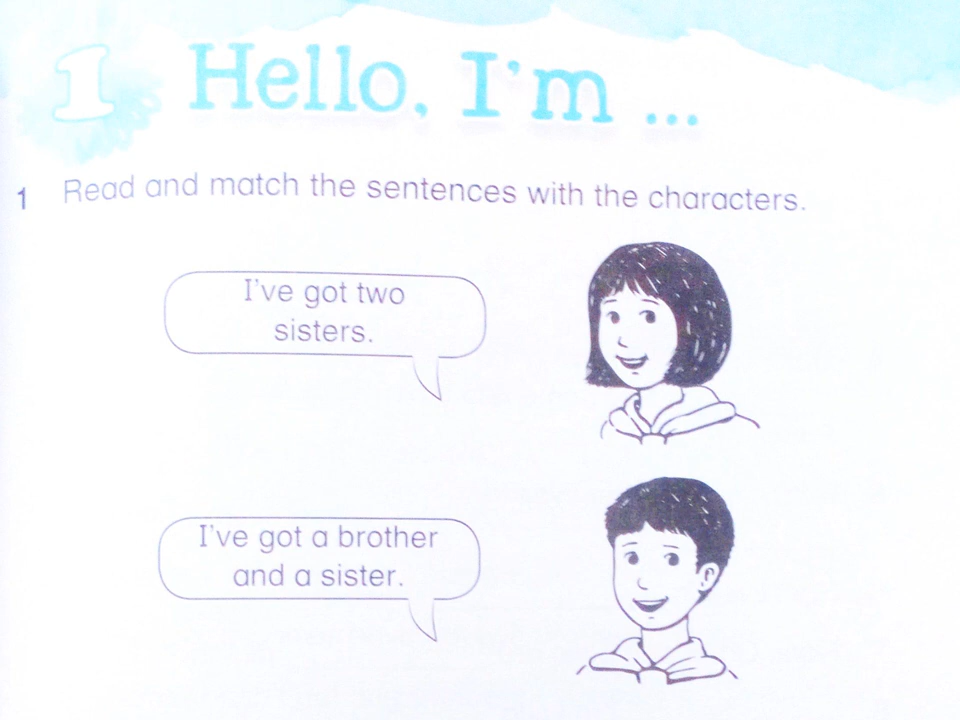 1 Hello, I'm ...
1 Read and match the sentences with the characters.
I've got two
sisters.
I've got a brother
and a sister.